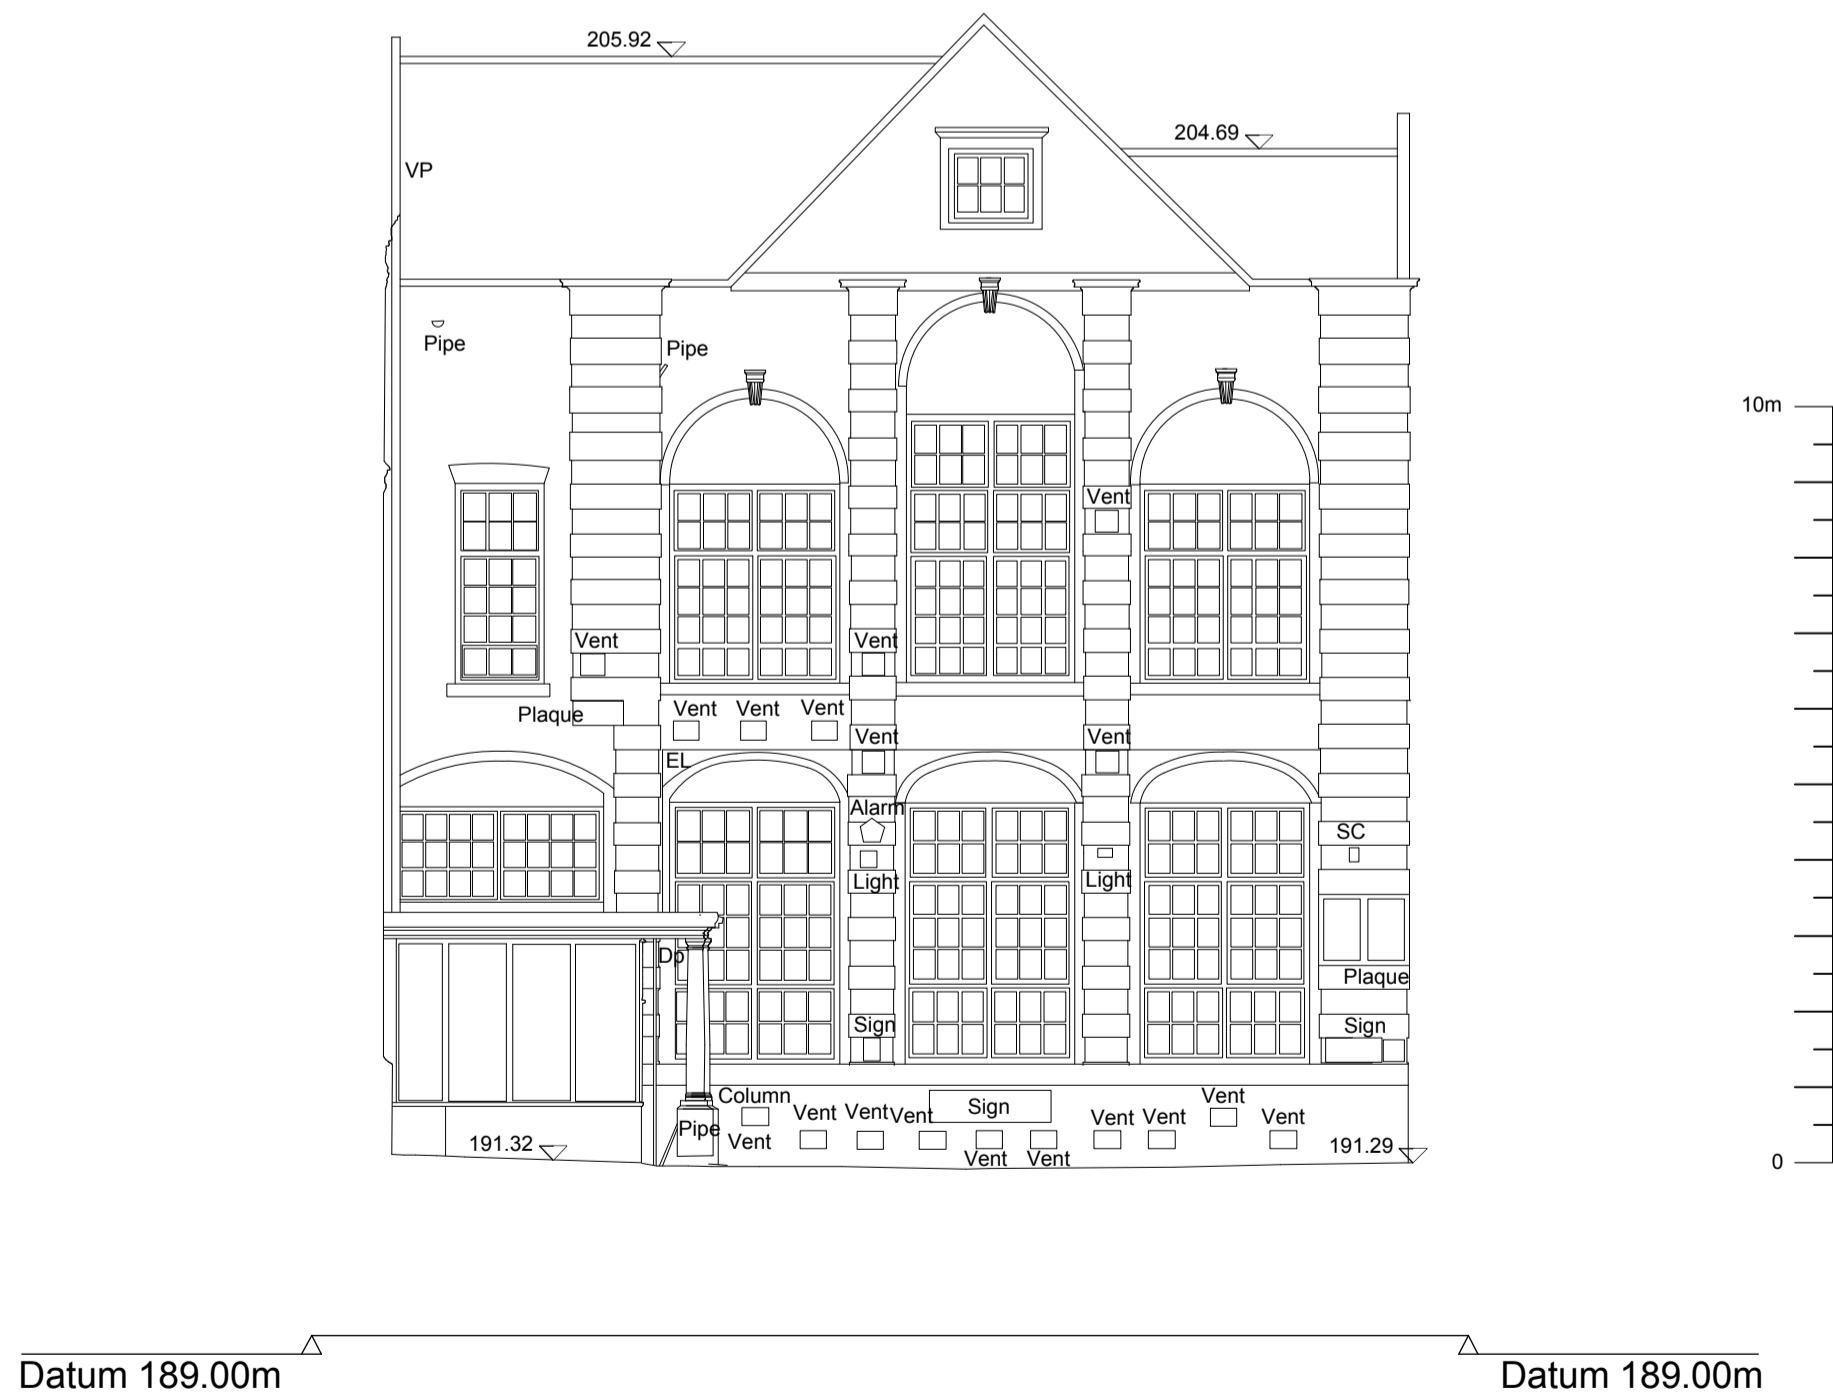 205.92
204.69
VP
Pipe
Pipe
10m
Vent
Vent
Vent
Plaque
Vent
Vent
Vent
Vent
Vent
EL
Alarm
SC
Light
Light
Dp
Plaque
Sign
Sign
Column
Vent
Vent
Vent
Sign
Vent
Vent
Vent
Vent
Pipe
Vent
191.32
191.29
Vent
Vent
0
Datum 189.00m
Datum 189.00m